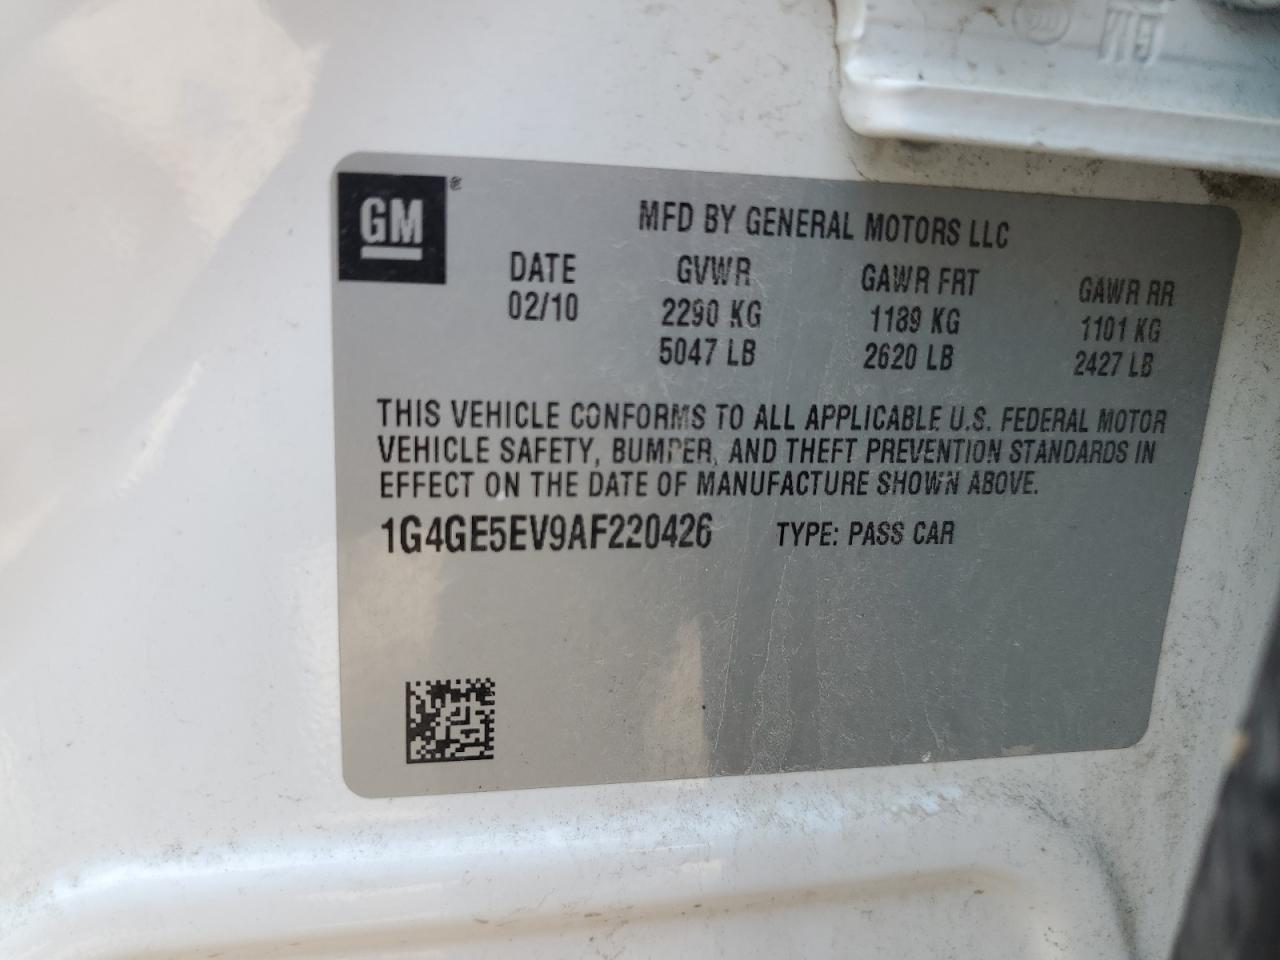 GM ®
MFD BY GENERAL MOTORS LLC
DATE GVWR GAWR FRT GAWR RR
02/10 2290 KG 1189 KG 1101 KG
5047 LB 2620 LB 2427 LB
THIS VEHICLE CONFORMS TO ALL APPLICABLE U.S. FEDERAL MOTOR
VEHICLE SAFETY, BUMPER, AND THEFT PREVENTION STANDARDS IN
EFFECT ON THE DATE OF MANUFACTURE SHOWN ABOVE.
1G4GE5EV9AF220426 TYPE: PASS CAR